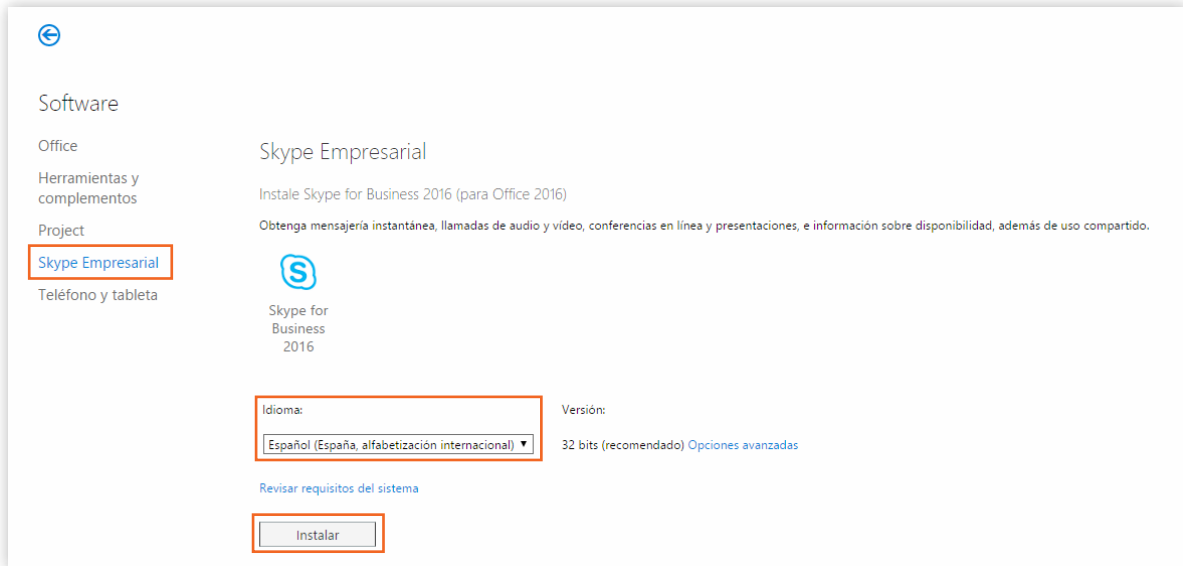 Software
Office
Herramientas y
complementos
Project
Skype Empresarial
Teléfono y tableta
Skype Empresarial
Instale Skype for Business 2016 (para Office 2016)
Obtenga mensajería instantánea, llamadas de audio y vídeo, conferencias en línea y presentaciones, e información sobre disponibilidad, además de uso compartido.
Skype for
Business
2016
Idioma:
Español (España, alfabetización internacional)
Versión:
32 bits (recomendado) Opciones avanzadas
Revisar requisitos del sistema
Instalar